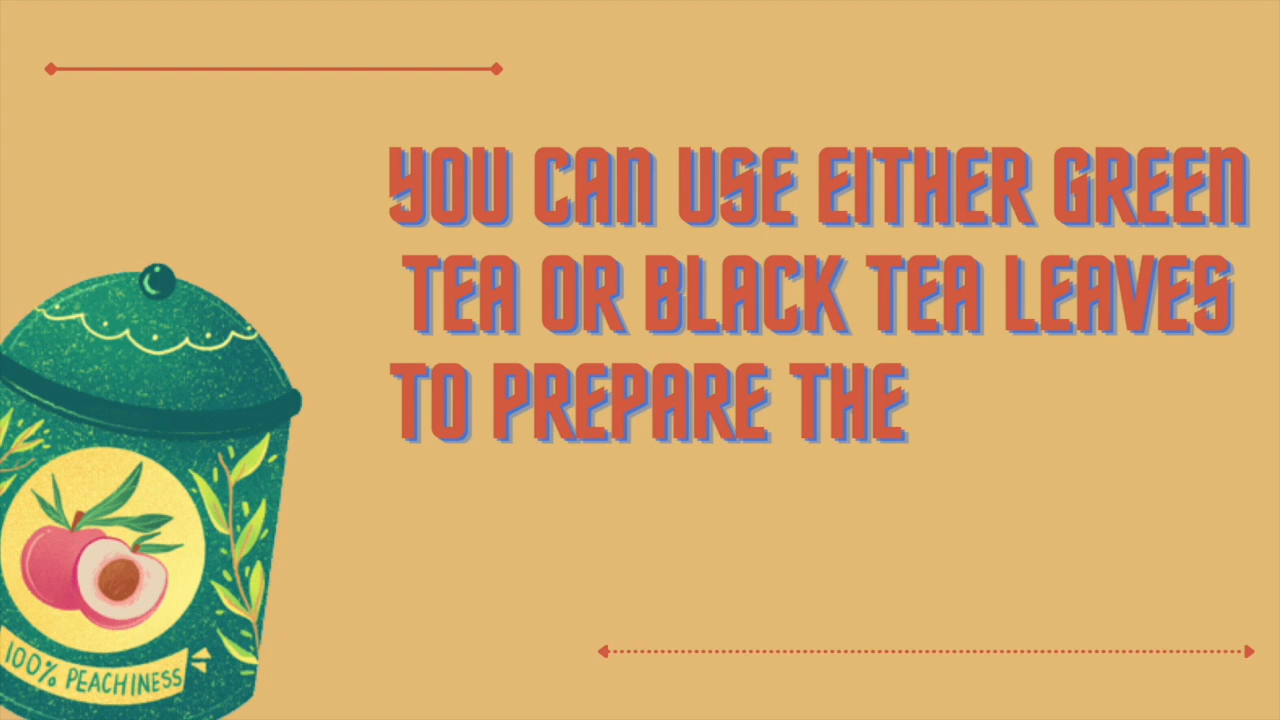 YOU CAN USE EITHER GREEN
TEA OR BLACK TEA LEAVES
TO PREPARE THE
100% PEACHINESS